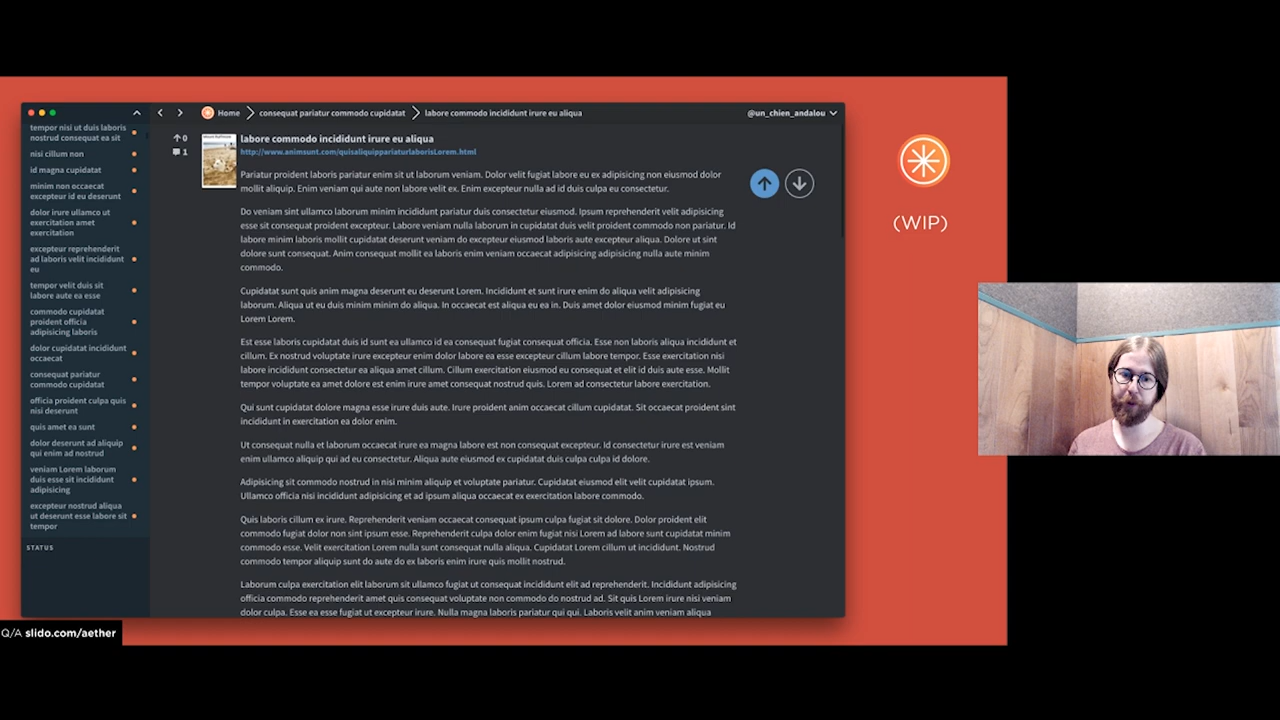 Home
consequat pariatur commodo cupidatat
labore commodo incididunt irure eu aliqua
@un_chien_andalou
tempor nisi ut duis laboris
nostrud consequat ea sit
nisi cillum non
id magna cupidatat
minim non occaecat
excepteur id eu deserunt
dolor irure ullamco ut
exercitation amet
exercitation
excepteur reprehenderit
ad laboris velit incididunt
eu
tempor velit duis sit
labore aute ea esse
commodo cupidatat
proident officia
adipisicing laboris
dolor cupidatat incididunt
occaecat
consequat pariatur
commodo cupidatat
officia proident culpa quis
nisi deserunt
quis amet ea sunt
dolor deserunt ad aliquip
qui enim ad nostrud
veniam Lorem laborum
duis esse sit incididunt
adipisicing
excepteur nostrud aliqua
ut deserunt esse labore sit
tempor
STATUS
0
1
labore commodo incididunt irure eu aliqua
http://www.animsunt.com/quisaliquippariaturlaborisLorem.html
Pariatur proident laboris pariatur enim sit ut laborum veniam. Dolor velit fugiat labore eu ex adipisicing non eiusmod dolor
mollit aliquip. Enim veniam qui aute non labore velit ex. Enim excepteur nulla ad id duis culpa eu consectetur.
Do veniam sint ullamco laborum minim incididunt pariatur duis consectetur eiusmod. Ipsum reprehenderit velit adipisicing
esse sit consequat proident excepteur. Labore veniam nulla laborum in cupidatat duis velit proident commodo non pariatur. Id
labore minim laboris mollit cupidatat deserunt veniam do excepteur eiusmod laboris aute excepteur aliqua. Dolore ut sint
dolore sunt consequat. Anim consequat mollit ea laboris enim veniam occaecat adipisicing adipisicing nulla aute minim
commodo.
Cupidatat sunt quis anim magna deserunt eu deserunt Lorem. Incididunt et sunt irure enim do aliqua velit adipisicing
laborum. Aliqua ut eu duis minim minim do aliqua. In occaecat est aliqua eu ea in. Duis amet dolor eiusmod minim fugiat eu
Lorem Lorem.
Est esse laboris cupidatat duis id sunt ea ullamco id ea consequat fugiat consequat officia. Esse non laboris aliqua incididunt et
cillum. Ex nostrud voluptate irure excepteur enim dolor labore ea esse excepteur cillum labore tempor. Esse exercitation nisi
labore incididunt consectetur ea aliqua amet cillum. Cillum exercitation eiusmod et elit id duis aute esse. Mollit
tempor voluptate ea amet dolore est enim irure amet consequat nostrud quis. Lorem ad consectetur labore exercitation.
Qui sunt cupidatat dolore magna esse irure duis aute. Irure proident anim occaecat cillum cupidatat. Sit occaecat proident sint
incididunt in exercitation ea dolor enim.
Ut consequat nulla et laborum occaecat irure ea magna labore est non consequat excepteur. Id consectetur irure est veniam
enim ullamco aliquip qui ad eu consectetur. Aliqua aute eiusmod ex cupidatat duis culpa culpa id dolore.
Adipisicing sit commodo nostrud in nisi minim aliquip et voluptate pariatur. Cupidatat eiusmod elit velit cupidatat ipsum.
Ullamco officia nisi incididunt adipisicing et ad ipsum aliqua occaecat ex exercitation labore commodo.
Quis laboris cillum ex irure. Reprehenderit veniam occaecat consequat ipsum culpa fugiat sit dolore. Dolor proident elit
commodo fugiat dolor non sint ipsum esse. Reprehenderit culpa dolor enim fugiat nisi Lorem ad labore sunt cupidatat minim
commodo esse. Velit exercitation Lorem nulla sunt consequat nulla aliqua. Cupidatat Lorem cillum ut incididunt. Nostrud
commodo tempor aliquip sunt do aute do ex laboris enim irure quis mollit nostrud.
Laborum culpa exercitation elit laborum sit ullamco fugiat ut consequat incididunt elit ad reprehenderit. Incididunt adipisicing
officia commodo reprehenderit amet quis consequat voluptate non commodo do nostrud ad. Sit quis Lorem irure nisi veniam
dolor culpa. Esse ea esse fugiat ut excepteur irure. Nulla magna laboris pariatur qui qui. Laboris velit anim veniam aliqua
(WIP)
Q/A slido.com/aether